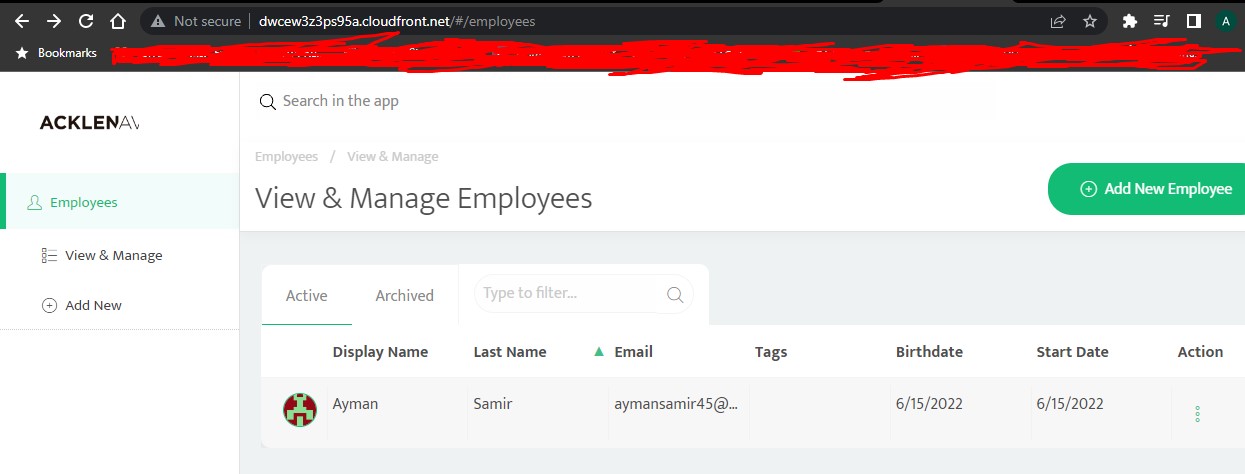 Not secure dwcew3z3ps95a.cloudfront.net/#/employees A
Bookmarks
ACKLENAV
Search in the app
Employees / View & Manage
View & Manage Employees
Add New Employee
Employees
View & Manage
Add New
Active Archived Type to filter...
Display Name Last Name Email Tags Birthdate Start Date Action
Ayman Samir aymansamir45@... 6/15/2022 6/15/2022